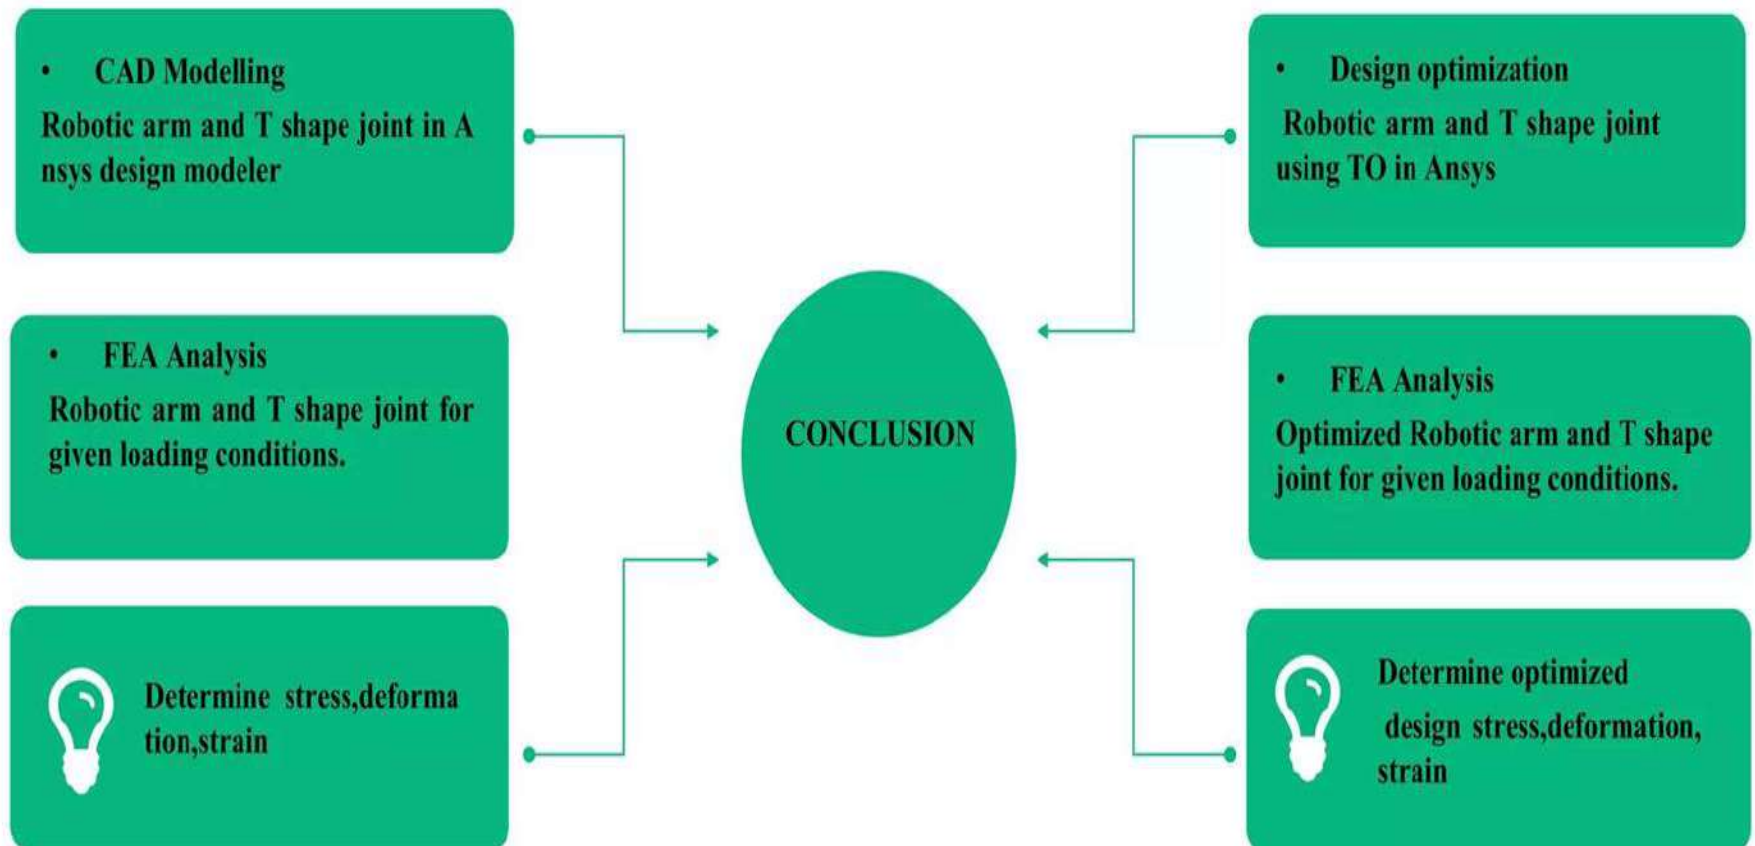 • CAD Modelling
Robotic arm and T shape joint in A
nsys design modeler
• FEA Analysis
Robotic arm and T shape joint for
given loading conditions.
Determine stress,deforma
tion,strain
CONCLUSION
• Design optimization
Robotic arm and T shape joint
using TO in Ansys
• FEA Analysis
Optimized Robotic arm and T shape
joint for given loading conditions.
Determine optimized
design stress,deformation,
strain